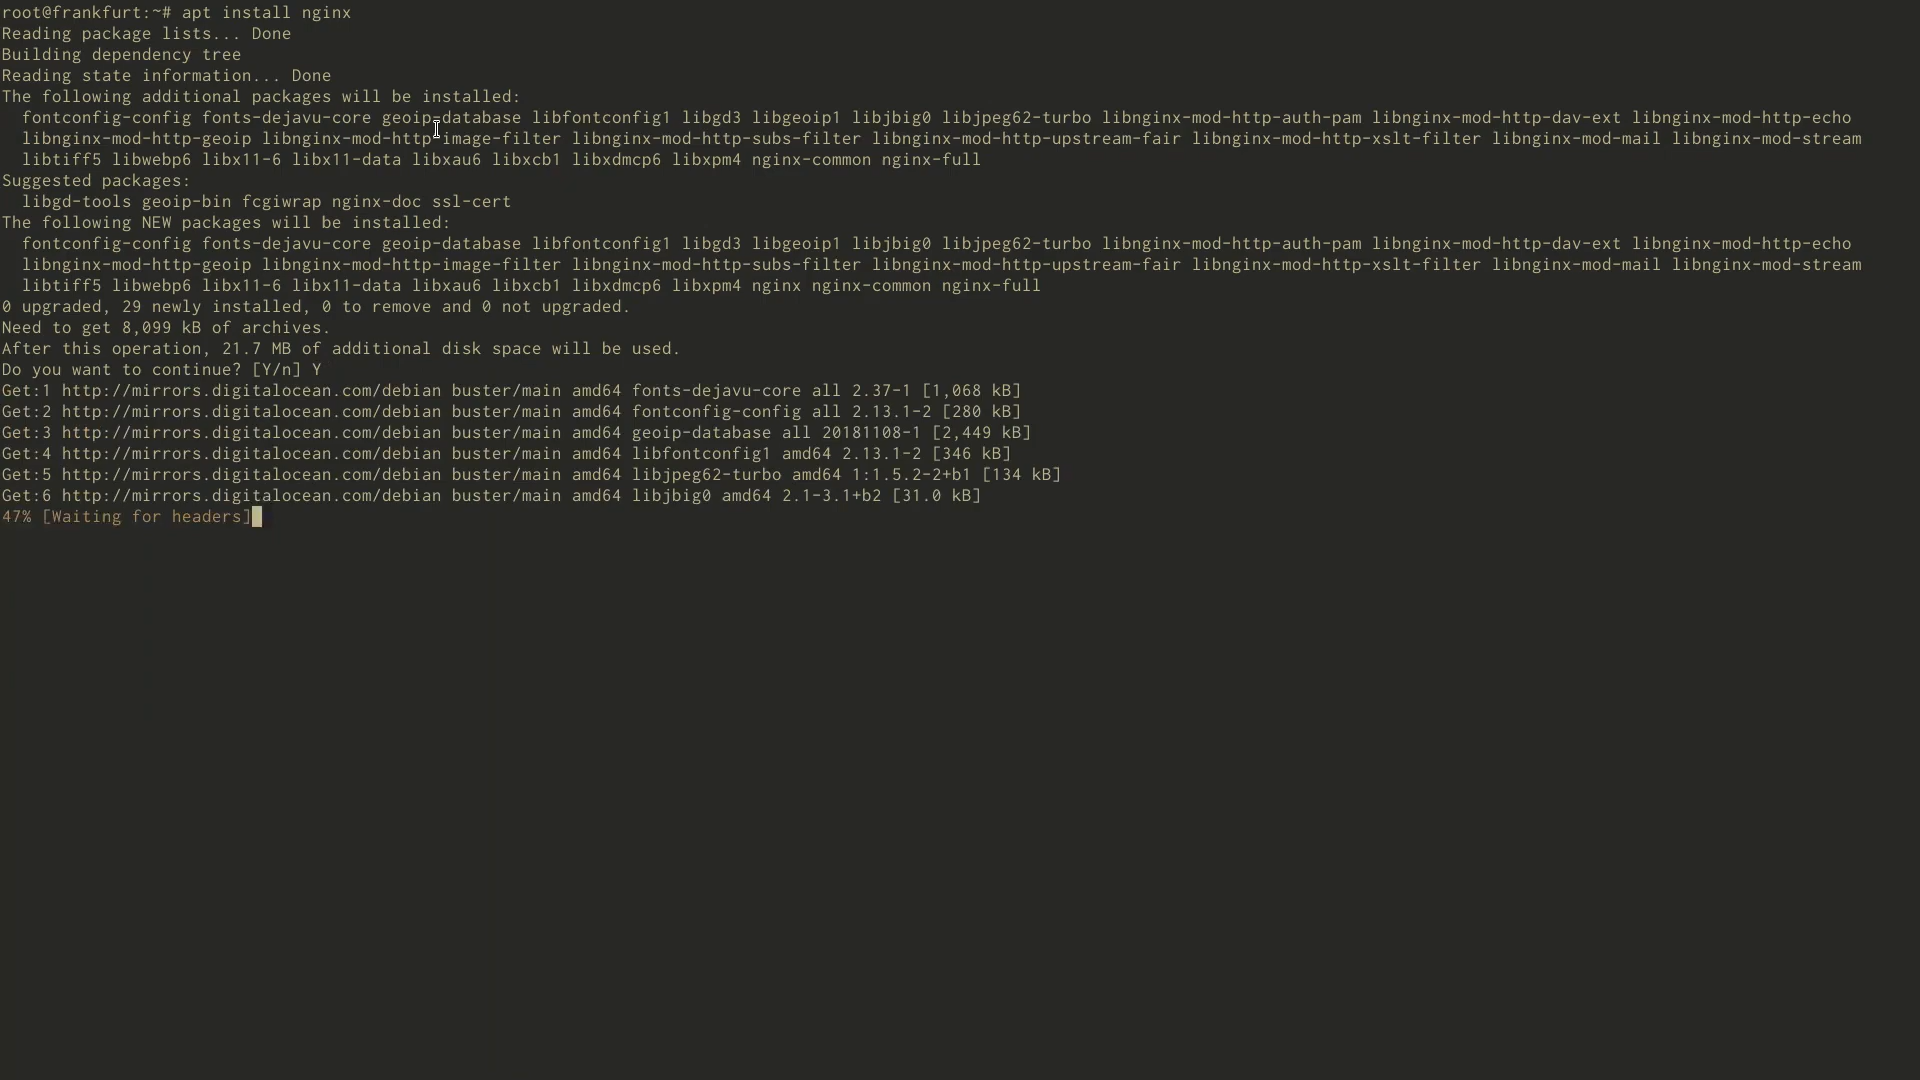 root@frankfurt:~# apt install nginx
Reading package lists... Done
Building dependency tree
Reading state information... Done
The following additional packages will be installed:
  fontconfig-config fonts-dejavu-core geoip-database libfontconfig1 libgd3 libgeoip1 libjbig0 libjpeg62-turbo libnginx-mod-http-auth-pam libnginx-mod-http-dav-ext libnginx-mod-http-echo
  libnginx-mod-http-geoip libnginx-mod-http-image-filter libnginx-mod-http-subs-filter libnginx-mod-http-upstream-fair libnginx-mod-http-xslt-filter libnginx-mod-mail libnginx-mod-stream
  libtiff5 libwebp6 libx11-6 libx11-data libxau6 libxcb1 libxdmcp6 libxpm4 nginx-common nginx-full
Suggested packages:
  libgd-tools geoip-bin fcgiwrap nginx-doc ssl-cert
The following NEW packages will be installed:
  fontconfig-config fonts-dejavu-core geoip-database libfontconfig1 libgd3 libgeoip1 libjbig0 libjpeg62-turbo libnginx-mod-http-auth-pam libnginx-mod-http-dav-ext libnginx-mod-http-echo
  libnginx-mod-http-geoip libnginx-mod-http-image-filter libnginx-mod-http-subs-filter libnginx-mod-http-upstream-fair libnginx-mod-http-xslt-filter libnginx-mod-mail libnginx-mod-stream
  libtiff5 libwebp6 libx11-6 libx11-data libxau6 libxcb1 libxdmcp6 libxpm4 nginx nginx-common nginx-full
0 upgraded, 29 newly installed, 0 to remove and 0 not upgraded.
Need to get 8,099 kB of archives.
After this operation, 21.7 MB of additional disk space will be used.
Do you want to continue? [Y/n] Y
Get:1 http://mirrors.digitalocean.com/debian buster/main amd64 fonts-dejavu-core all 2.37-1 [1,068 kB]
Get:2 http://mirrors.digitalocean.com/debian buster/main amd64 fontconfig-config all 2.13.1-2 [280 kB]
Get:3 http://mirrors.digitalocean.com/debian buster/main amd64 geoip-database all 20181108-1 [2,449 kB]
Get:4 http://mirrors.digitalocean.com/debian buster/main amd64 libfontconfig1 amd64 2.13.1-2 [346 kB]
Get:5 http://mirrors.digitalocean.com/debian buster/main amd64 libjpeg62-turbo amd64 1:1.5.2-2+b1 [134 kB]
Get:6 http://mirrors.digitalocean.com/debian buster/main amd64 libjbig0 amd64 2.1-3.1+b2 [31.0 kB]
47% [Waiting for headers]